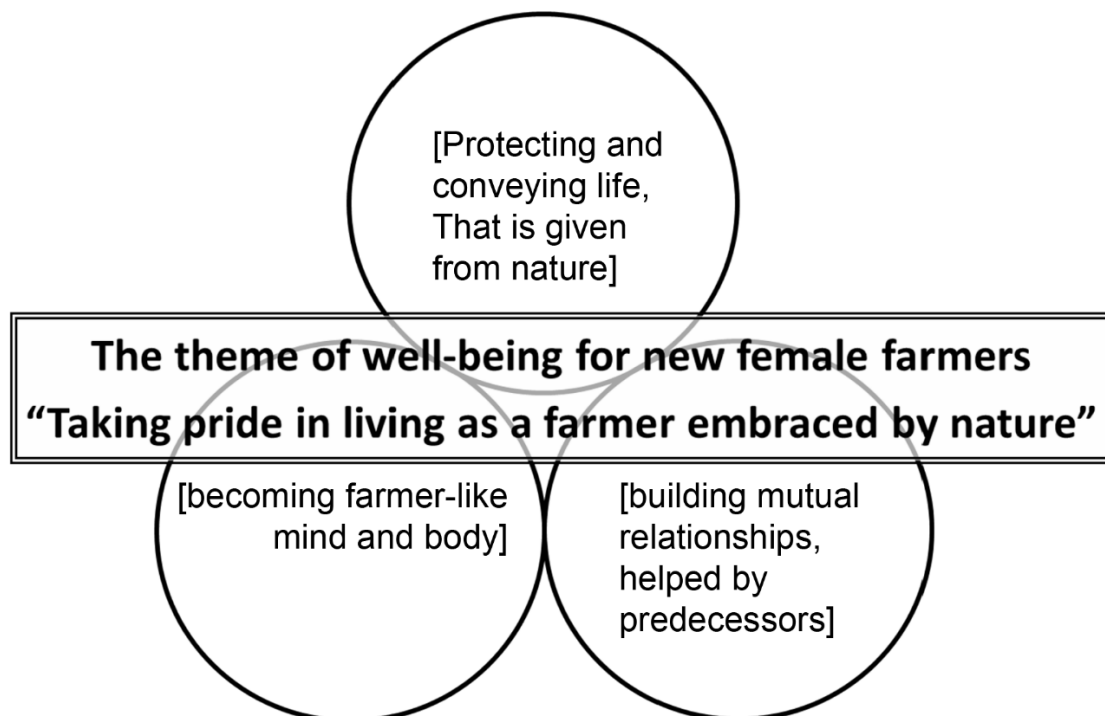 [Protecting and
conveying life,
That is given
from nature]
The theme of well-being for new female farmers
“Taking pride in living as a farmer embraced by nature”
[becoming farmer-like
mind and body]
[building mutual
relationships,
helped by
predecessors]